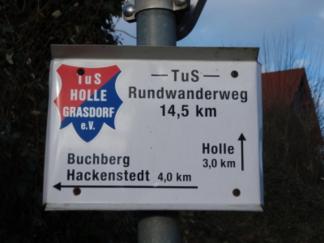 TuS
HOLLE
GRASDORF
e.V.
— TuS —
Rundwanderweg
14,5 km
Holle
3,0 km
Buchberg
Hackenstedt 4,0 km